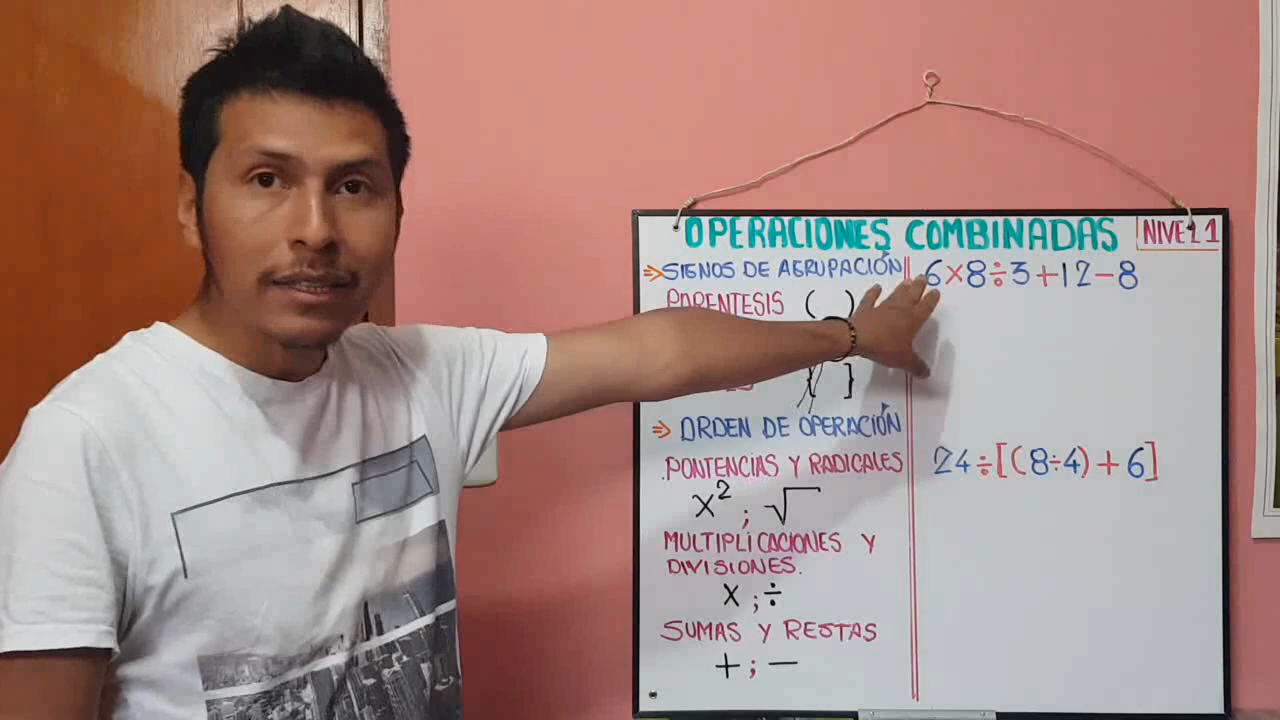 OPERACIONES COMBINADAS
NIVEL 1
⇒SIGNOS DE AGRUPACIÓN
PARENTESIS ( )
[ ]
⇒ ORDEN DE OPERACIÓN
PONTENCIAS Y RADICALES
x² ; √
MULTIPLICACIONES Y
DIVISIONES.
x ; ÷
SUMAS Y RESTAS
+ ; −
6×8÷3+12−8
24÷[(8÷4)+6]